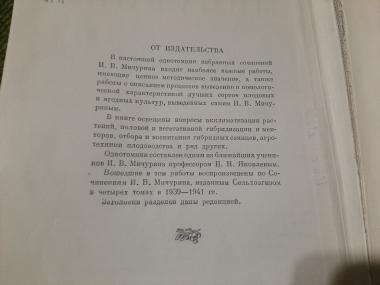 ОТ ИЗДАТЕЛЬСТВА
В настоящий однотомник избранных сочинений
И. В. Мичурина входят наиболее важные работы,
имеющие ценное методическое значение, а также
работы с описанием процессов выведения и помологи-
ческой характеристикой лучших сортов плодовых
и ягодных культур, выведенных самим И. В. Мичу-
риным.
В книге освещены вопросы акклиматизации рас-
тений, половой и вегетативной гибридизации и мен-
торов, отбора и воспитания гибридных сеянцев, агро-
техники плодоводства и ряд других.
Однотомник составлен одним из ближайших учени-
ков И. В. Мичурина профессором П. Н. Яковлевым.
Вошедшие в том работы воспроизведены по Со-
чинениям И. В. Мичурина, изданным Сельхозгизом
в четырех томах в 1939—1941 гг.
Заголовки разделов даны редакцией.